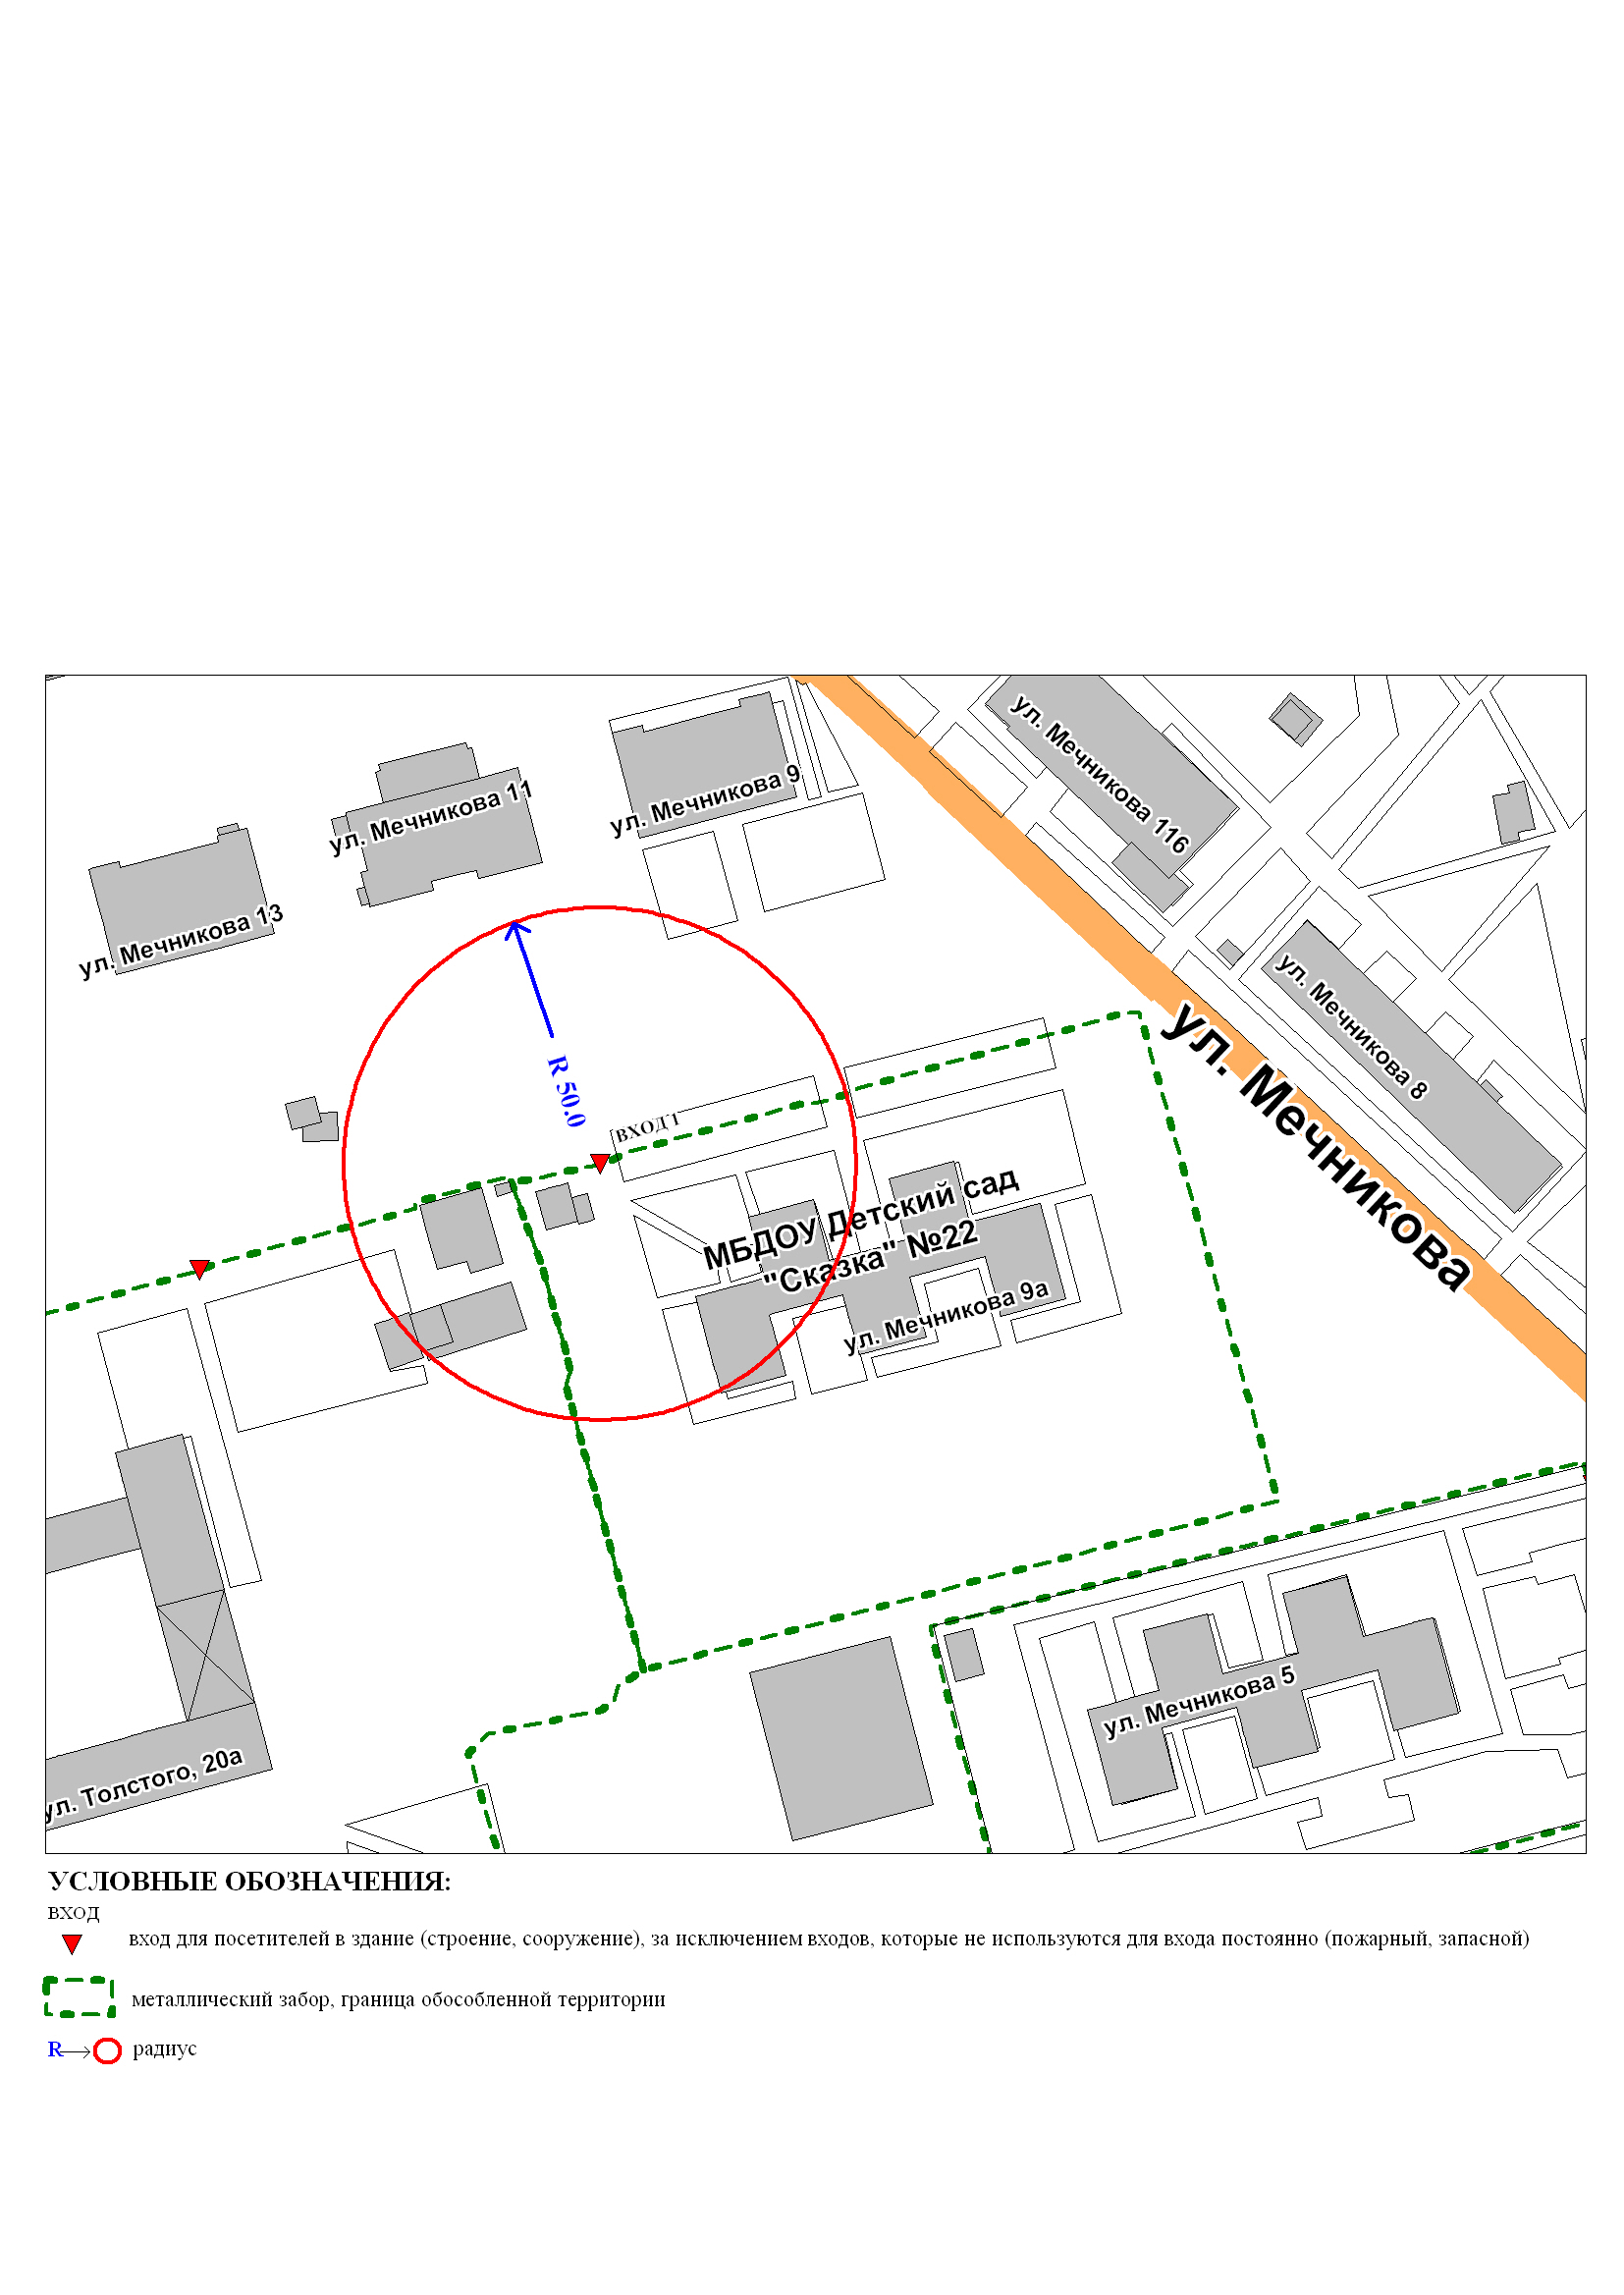 ул. Мечникова 116
ул. Мечникова 9
ул. Мечникова 11
ул. Мечникова 13
ул. Мечникова 8
ул. Мечникова
R 50.0
ВХОД 1
МБДОУ Детский сад
"Сказка" №22
ул. Мечникова 9а
ул. Мечникова 5
ул. Толстого, 20а
УСЛОВНЫЕ ОБОЗНАЧЕНИЯ:
ВХОД
вход для посетителей в здание (строение, сооружение), за исключением входов, которые не используются для входа постоянно (пожарный, запасной)
металлический забор, граница обособленной территории
R радиус